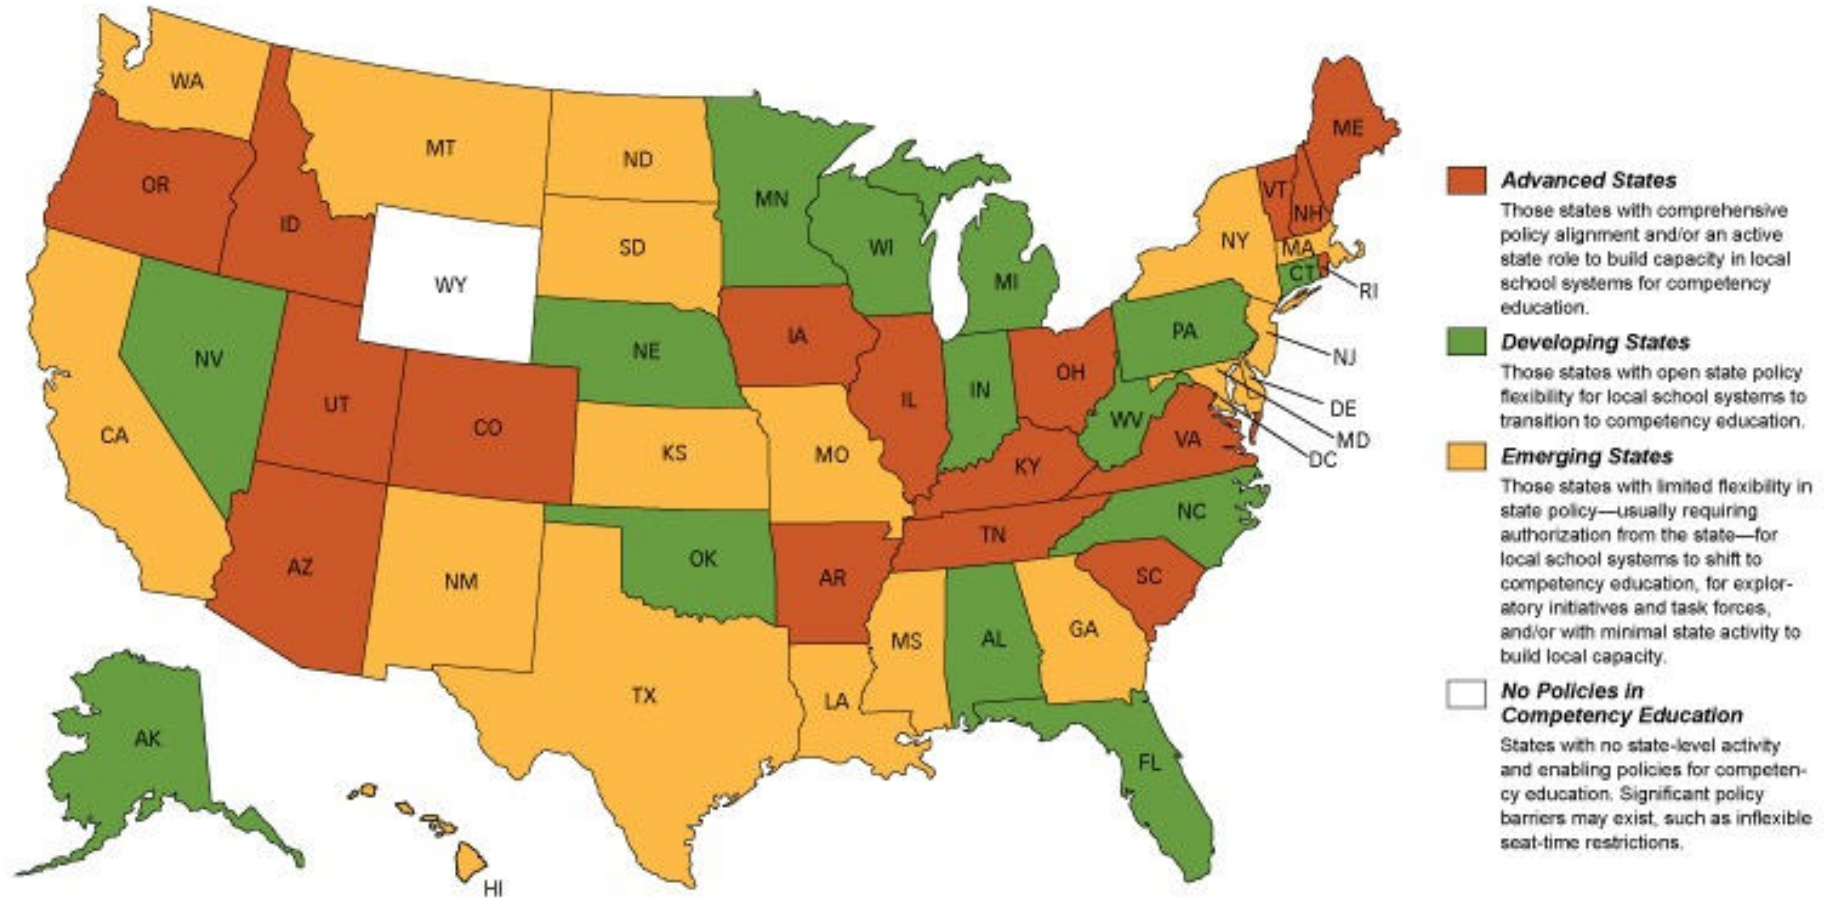 WA
MT
ND
MN
ME
OR
ID
VT
NH
WY
SD
WI
NY
MA
CT
MI
RI
NV
NE
IA
PA
NJ
UT
CO
IL
IN
OH
DE
CA
KS
MO
WV
VA
MD
DC
KY
AZ
NM
OK
AR
TN
NC
SC
MS
AL
GA
TX
LA
AK
FL
HI
Advanced States
Those states with comprehensive
policy alignment and/or an active
state role to build capacity in local
school systems for competency
education.
Developing States
Those states with open state policy
flexibility for local school systems to
transition to competency education.
Emerging States
Those states with limited flexibility in
state policy—usually requiring
authorization from the state—for
local school systems to shift to
competency education, for explor-
atory initiatives and task forces,
and/or with minimal state activity to
build local capacity.
No Policies in
Competency Education
States with no state-level activity
and enabling policies for competen-
cy education. Significant policy
barriers may exist, such as inflexible
seat-time restrictions.